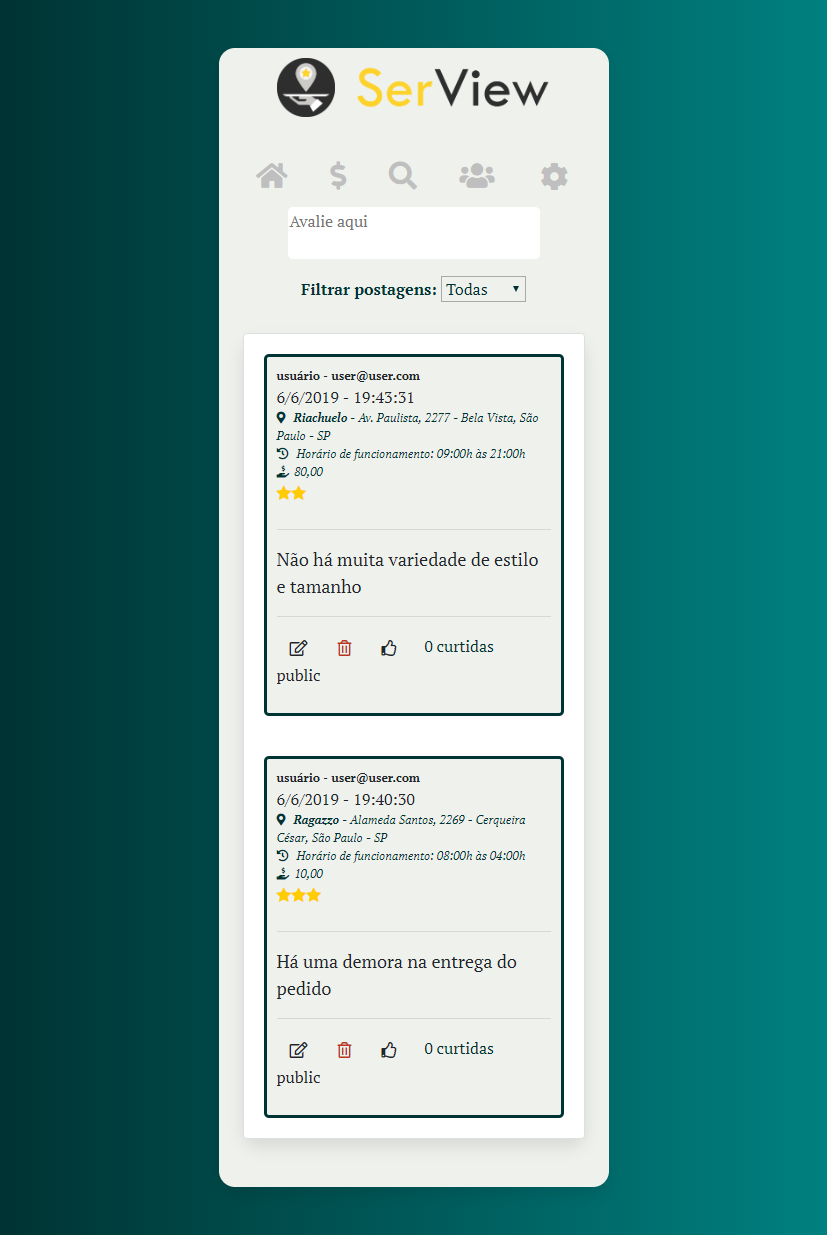 SerView
Avalie aqui
Filtrar postagens: Todas
usuário - user@user.com
6/6/2019 - 19:43:31
Riachuelo - Av. Paulista, 2277 - Bela Vista, São
Paulo - SP
Horário de funcionamento: 09:00h às 21:00h
80,00
Não há muita variedade de estilo
e tamanho
0 curtidas
public
usuário - user@user.com
6/6/2019 - 19:40:30
Ragazzo - Alameda Santos, 2269 - Cerqueira
César, São Paulo - SP
Horário de funcionamento: 08:00h às 04:00h
10,00
Há uma demora na entrega do
pedido
0 curtidas
public